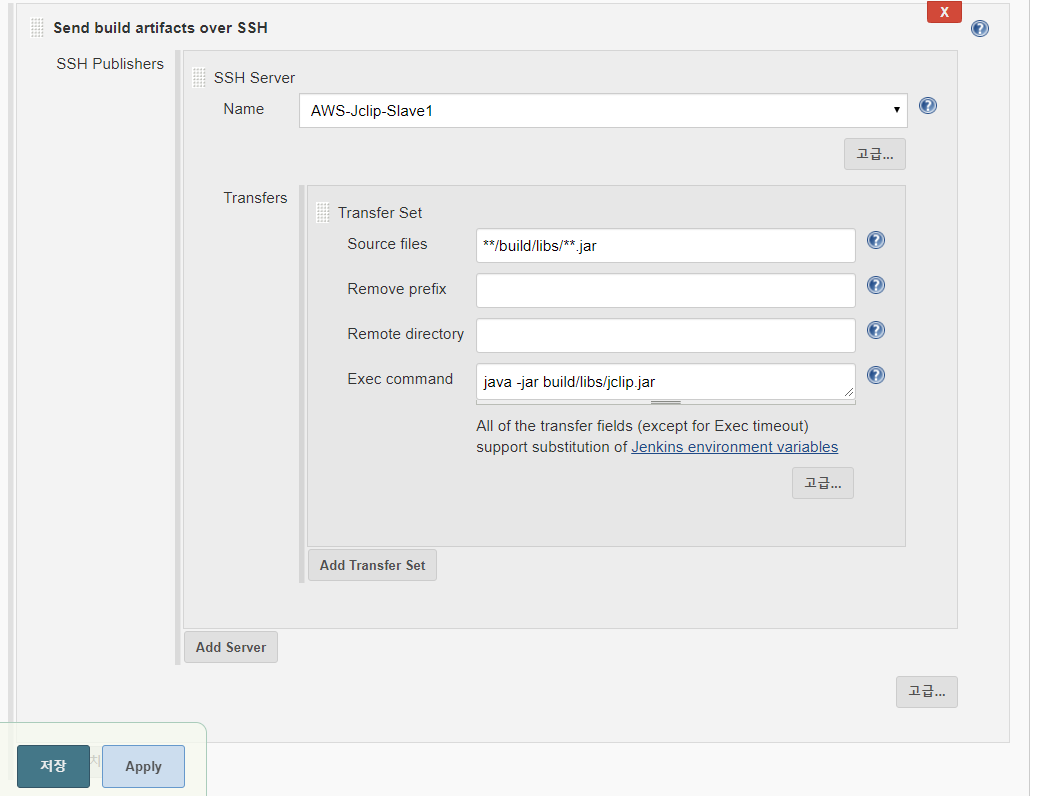 X
Send build artifacts over SSH
SSH Publishers
SSH Server
Name
AWS-Jclip-Slave1
고급...
Transfers
Transfer Set
Source files
**/build/libs/**.jar
Remove prefix
Remote directory
Exec command
java -jar build/libs/jclip.jar
All of the transfer fields (except for Exec timeout)
support substitution of Jenkins environment variables
고급...
Add Transfer Set
Add Server
고급...
저장
Apply